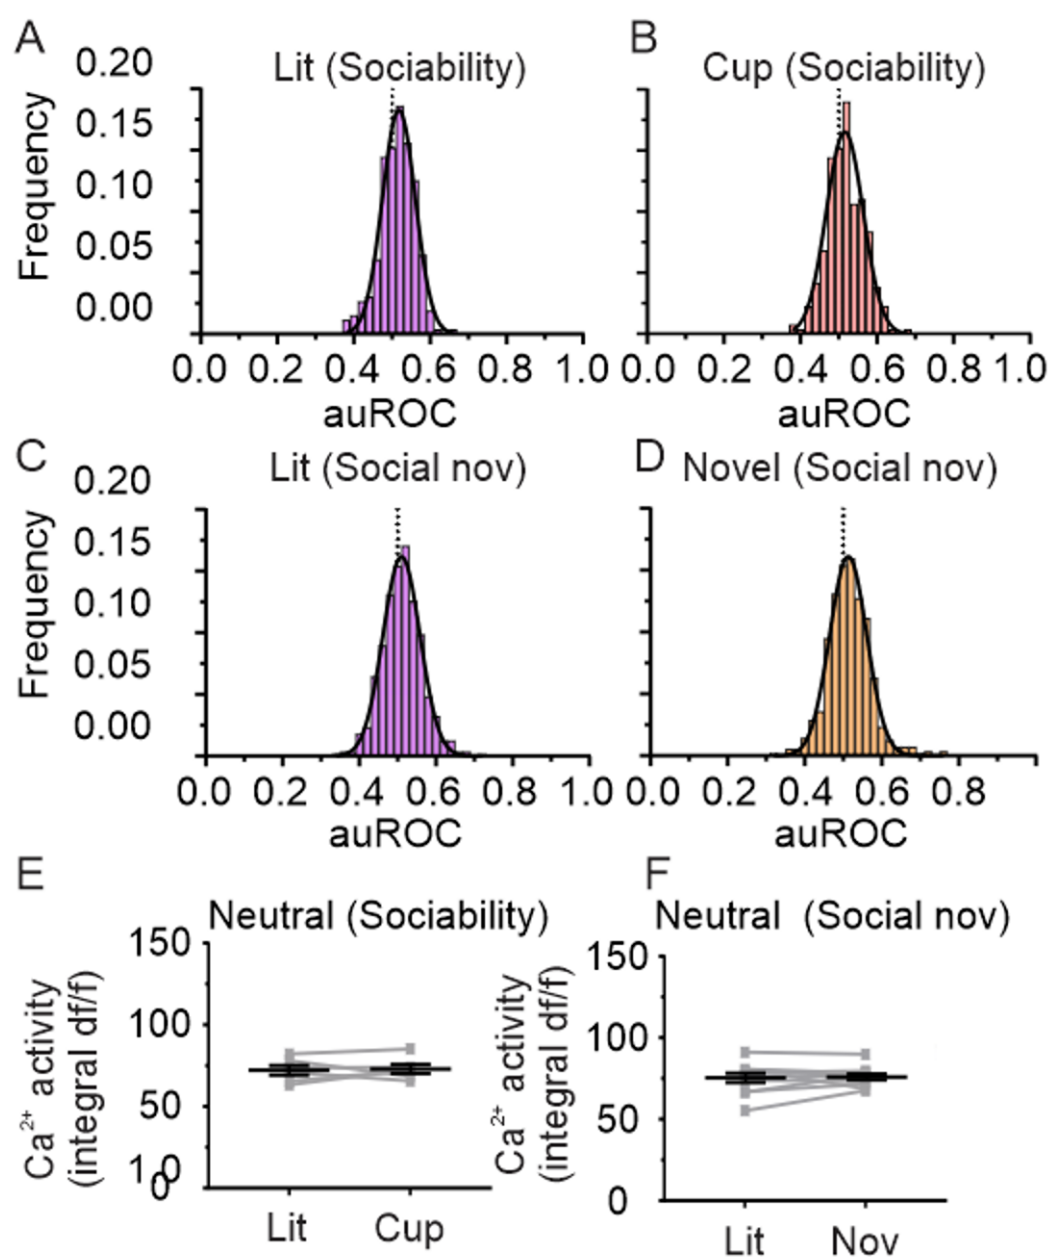 A
B
Lit (Sociability)
Cup (Sociability)
Frequency
0.20
0.15
0.10
0.05
0.00
0.0 0.2 0.4 0.6 0.8 1.0
0.0 0.2 0.4 0.6 0.8 1.0
auROC
auROC
C
D
Lit (Social nov)
Novel (Social nov)
Frequency
0.20
0.15
0.10
0.05
0.00
0.0 0.2 0.4 0.6 0.8 1.0
0.0 0.2 0.4 0.6 0.8
auROC
auROC
E
Neutral (Sociability)
Ca2+ activity
(integral df/f)
150
100
50
1.0
0
Lit Cup
F
Neutral (Social nov)
Ca2+ activity
(integral df/f)
150
100
50
0
Lit Nov